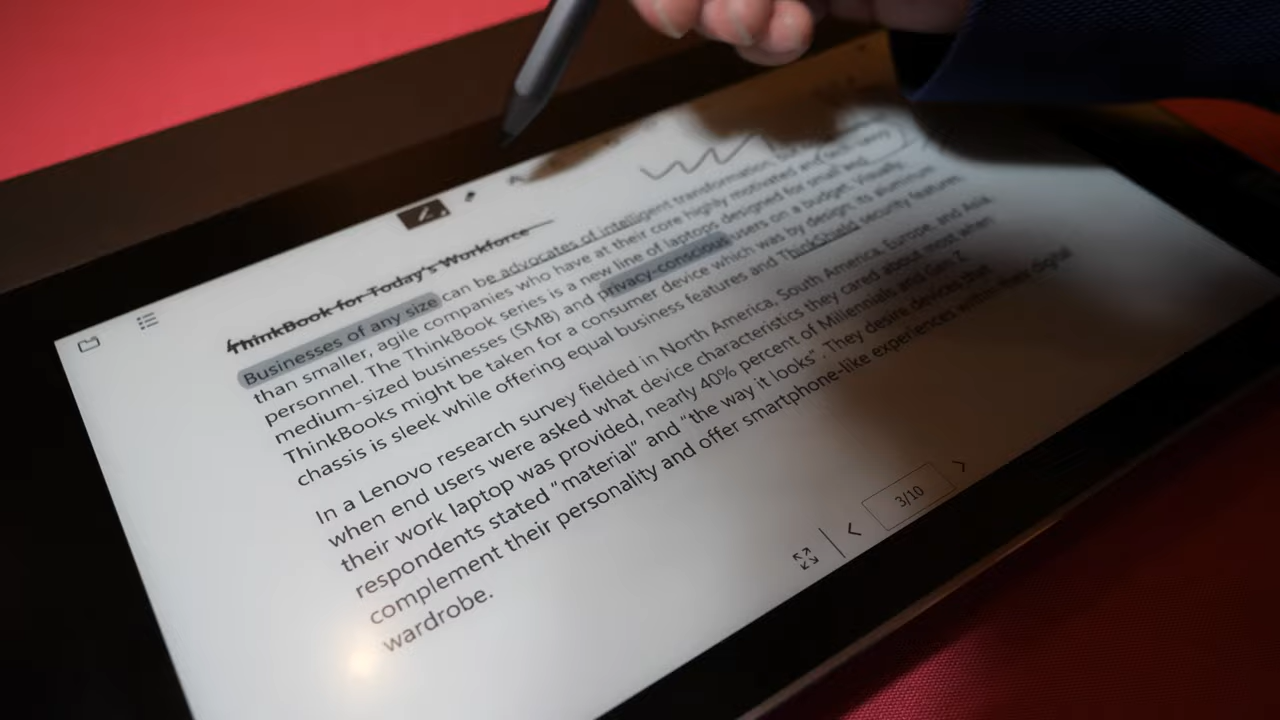 ThinkBook for Today's Workforce
Businesses of any size can be advocates of intelligent transformation,
than smaller, agile companies who have at their core highly motivated and
personnel. The ThinkBook series is a new line of laptops designed for small and
medium-sized businesses (SMB) and privacy-conscious users on a budget. Visually
ThinkBooks might be taken for a consumer device which was by design; its aluminum
chassis is sleek while offering equal business features and ThinkShield security features.
In a Lenovo research survey fielded in North America, South America, Europe, and Asia
when end users were asked what device characteristics they cared about most when
their work laptop was provided, nearly 40% percent of Millennials and Gen Z
respondents stated "material" and "the way it looks". They desire devices that
complement their personality and offer smartphone-like experiences within their digital
wardrobe.
3/10